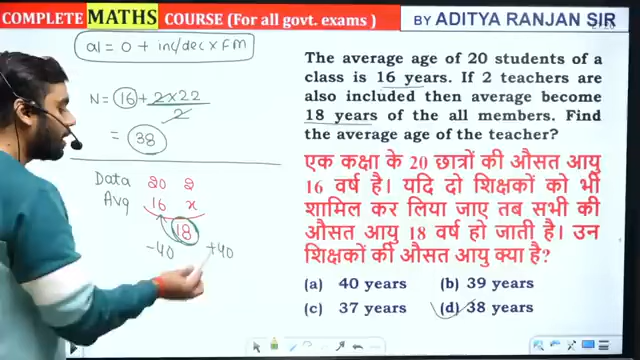 COMPLETE MATHS COURSE (For all govt. exams)
BY ADITYA RANJAN SIR
al = 0 + inc/dec × FM
N = 16 + 2×22
2
= 38
Data 20 2
Avg 16 x
18
-40 +40
The average age of 20 students of
a class is 16 years. If 2 teachers are
also included then average become
18 years of the all members. Find
the average age of the teacher?
एक कक्षा के 20 छात्रों की औसत आयु
16 वर्ष है। यदि दो शिक्षकों को भी
शामिल कर लिया जाए तब सभी की
औसत आयु 18 वर्ष हो जाती है। उन
शिक्षकों की औसत आयु क्या है?
(a) 40 years (b) 39 years
(c) 37 years (d) 38 years